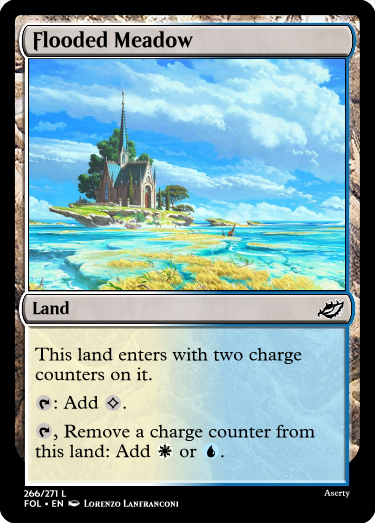 Flooded Meadow
Land
This land enters with two charge
counters on it.
: Add .
, Remove a charge counter from
this land: Add or .
266/271 L
FOL • EN Lorenzo Lanfranconi
Aserty